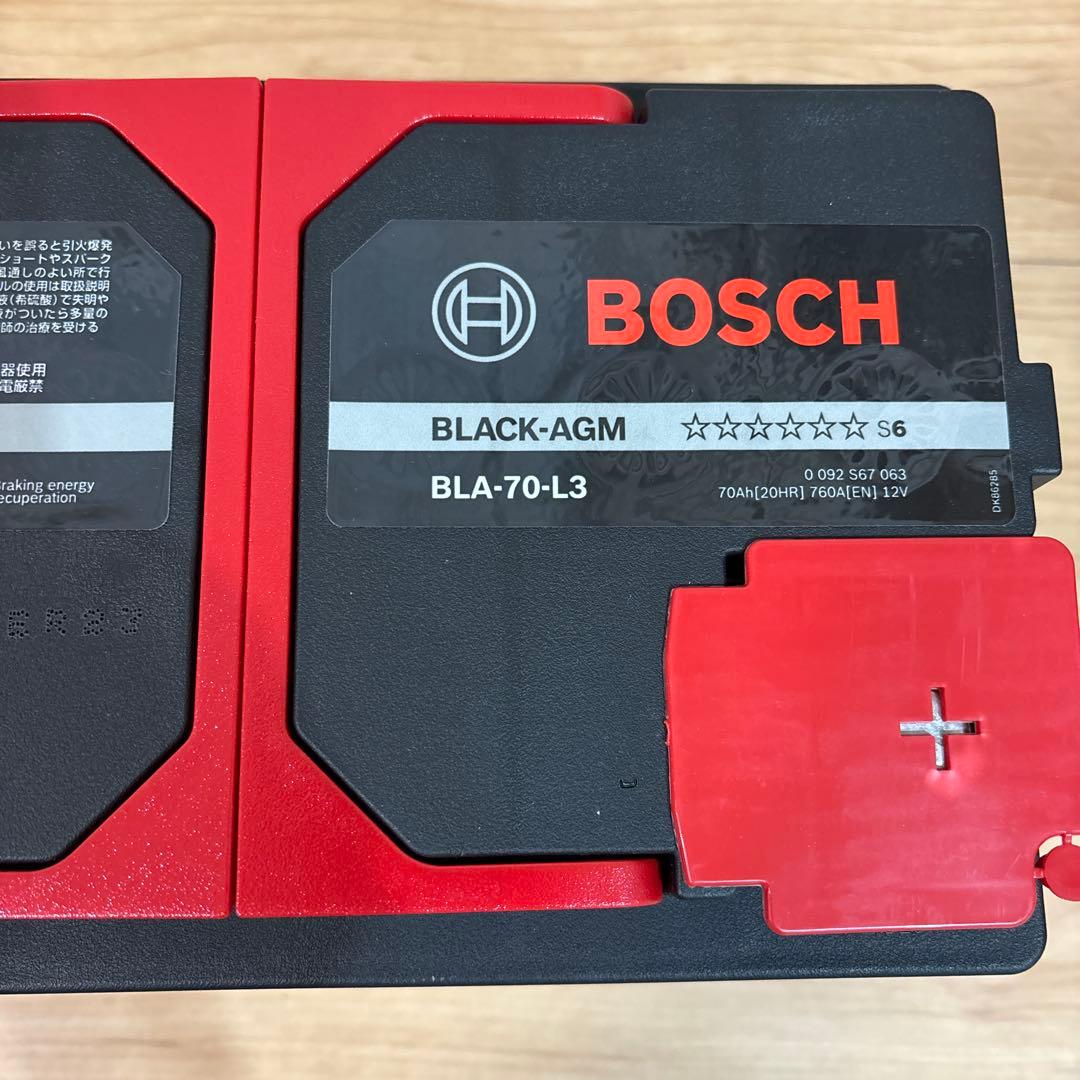 いを誤ると引火爆発
ショートやスパーク
風通しのよい所で行
ルの使用は取扱説明
液(希硫酸)で失明や
液がついたら多量の
師の治療を受ける
器使用
電厳禁
Braking energy
ecuperation
BOSCH
BLACK-AGM ☆☆☆☆☆☆ S6
BLA-70-L3
0 092 S67 063
70Ah[20HR] 760A[EN] 12V
DK86285
+